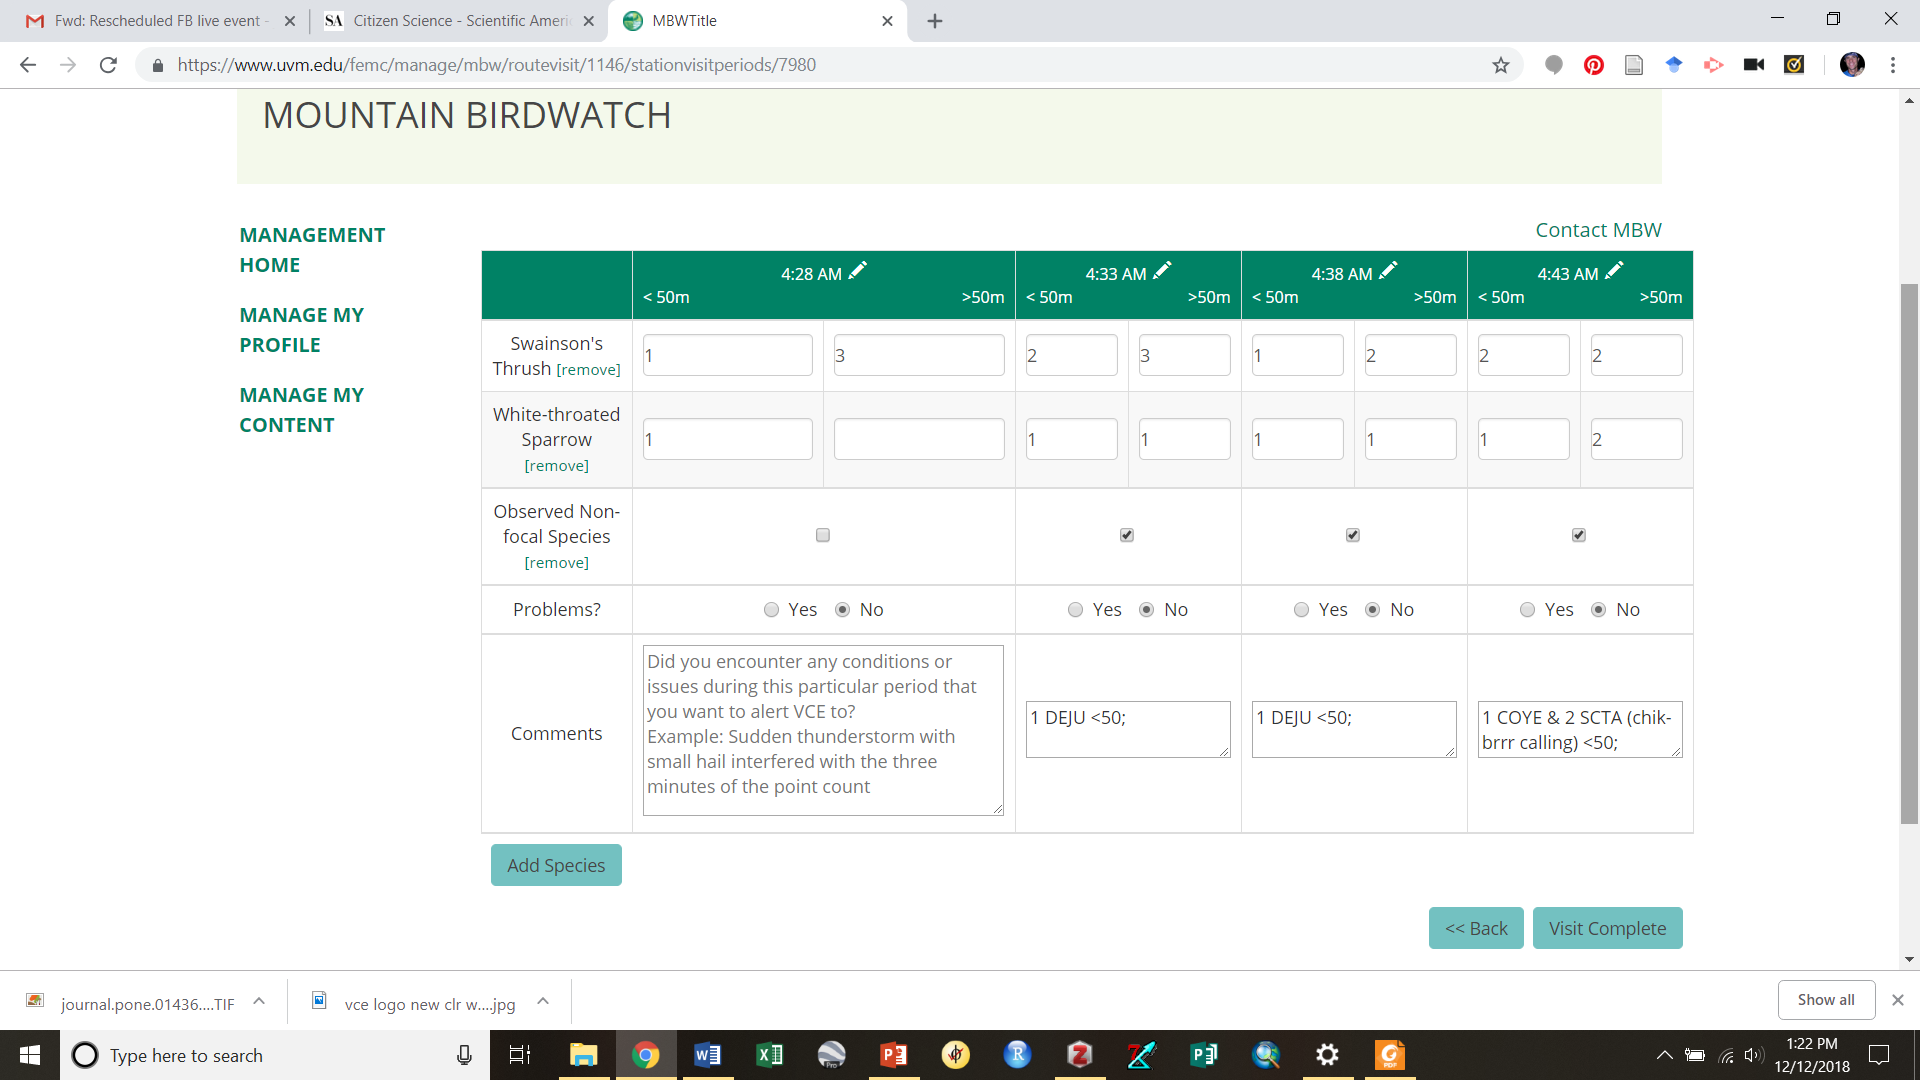 Fwd: Rescheduled FB live event -
SA Citizen Science - Scientific Americ
MBWTitle
https://www.uvm.edu/femc/manage/mbw/routevisit/1146/stationvisitperiods/7980
MOUNTAIN BIRDWATCH
MANAGEMENT
HOME
MANAGE MY
PROFILE
MANAGE MY
CONTENT
Contact MBW
4:28 AM 4:33 AM 4:38 AM 4:43 AM
< 50m >50m < 50m >50m < 50m >50m < 50m >50m
Swainson's
Thrush [remove]
1 3 2 3 1 2 2 2
White-throated
Sparrow
[remove]
1 1 1 1 1 1 2
Observed Non-
focal Species
[remove]
Problems? Yes No Yes No Yes No Yes No
Comments
Did you encounter any conditions or
issues during this particular period that
you want to alert VCE to?
Example: Sudden thunderstorm with
small hail interfered with the three
minutes of the point count
1 DEJU <50;
1 DEJU <50;
1 COYE & 2 SCTA (chik-
brrr calling) <50;
Add Species
<< Back Visit Complete
journal.pone.01436....TIF
vce logo new clr w....jpg
Show all
Type here to search
1:22 PM
12/12/2018